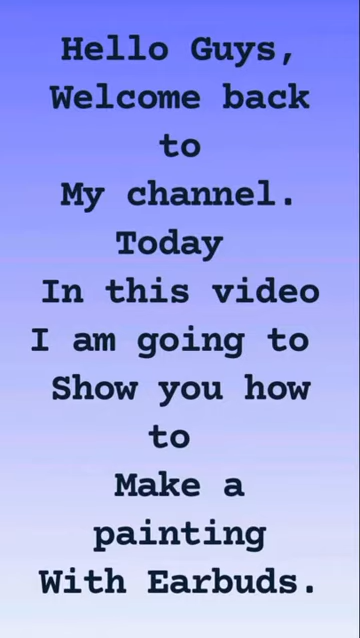 Hello Guys,
Welcome back
to
My channel.
Today
In this video
I am going to
Show you how
to
Make a
painting
With Earbuds.